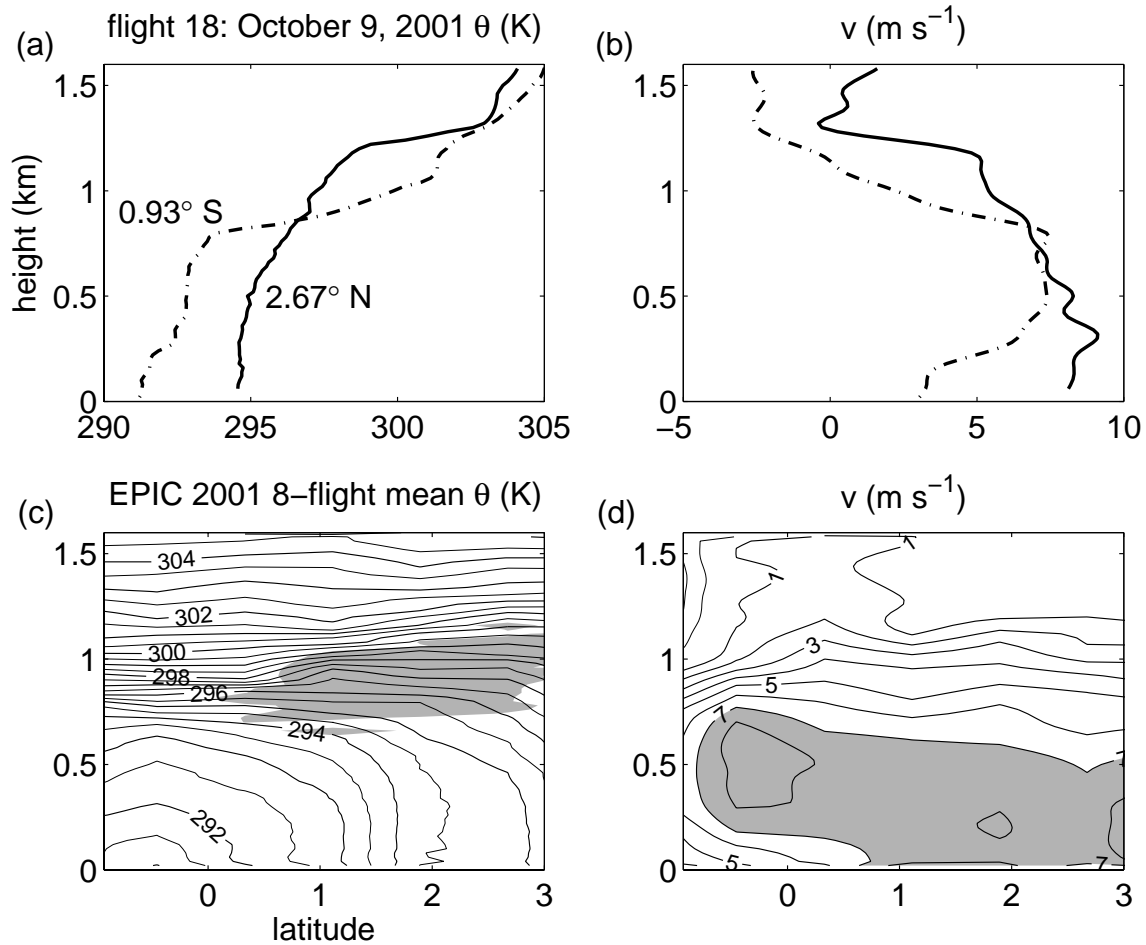 (a) flight 18: October 9, 2001 θ (K)
(b) v (m s⁻¹)
1.5
1
0.5
0
height (km)
0.93° S
2.67° N
290 295 300 305
1.5
1
0.5
0
−5 0 5 10
(c) EPIC 2001 8−flight mean θ (K)
(d) v (m s⁻¹)
1.5
1
0.5
0
304
302
300
298
296
294
292
0 1 2 3
latitude
1.5
1
0.5
0
1
1
3
5
7
7
5
7
0 1 2 3